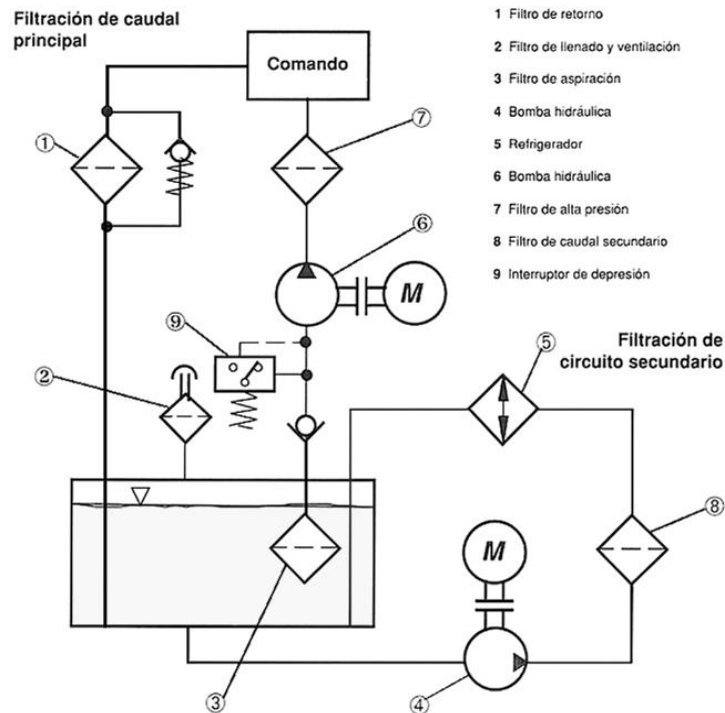 Filtración de caudal
principal
Comando
1 Filtro de retorno
2 Filtro de llenado y ventilación
3 Filtro de aspiración
4 Bomba hidráulica
5 Refrigerador
6 Bomba hidráulica
7 Filtro de alta presión
8 Filtro de caudal secundario
9 Interruptor de depresión
1
7
6
M
9
2
Filtración de
circuito secundario
5
8
M
3
4